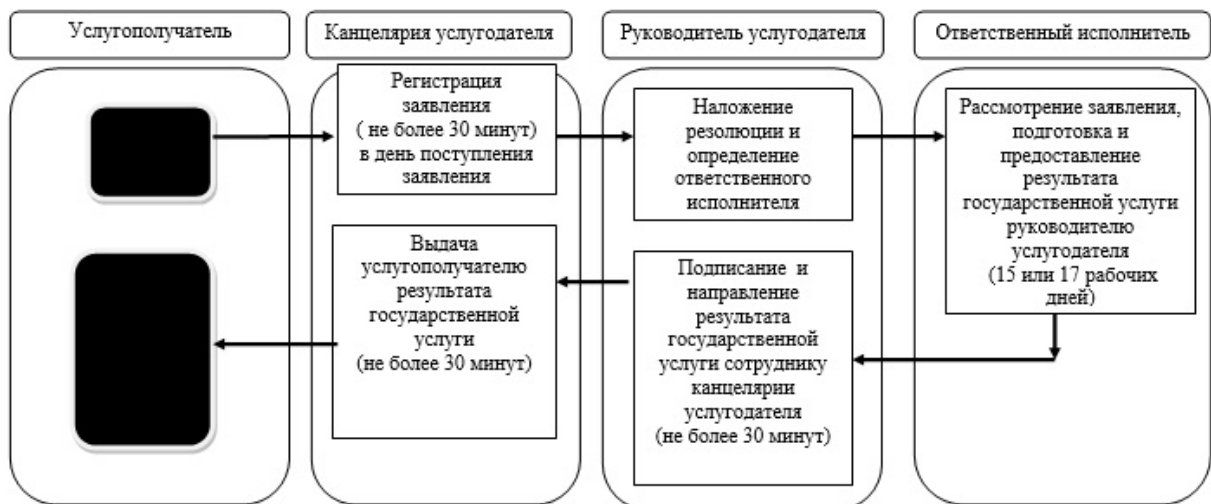 Услугополучатель
Канцелярия услугодателя
Руководитель услугодателя
Ответственный исполнитель
Регистрация
заявления
( не более 30 минут)
в день поступления
заявления
Наложение
резолюции и
определение
ответственного
исполнителя
Рассмотрение заявления,
подготовка и
предоставление
результата
государственной услуги
руководителю
услугодателя
(15 или 17 рабочих
дней)
Подписание и
направление
результата
государственной
услуги сотруднику
канцелярии
услугодателя
(не более 30 минут)
Выдача
услугополучателю
результата
государственной
услуги
(не более 30 минут)